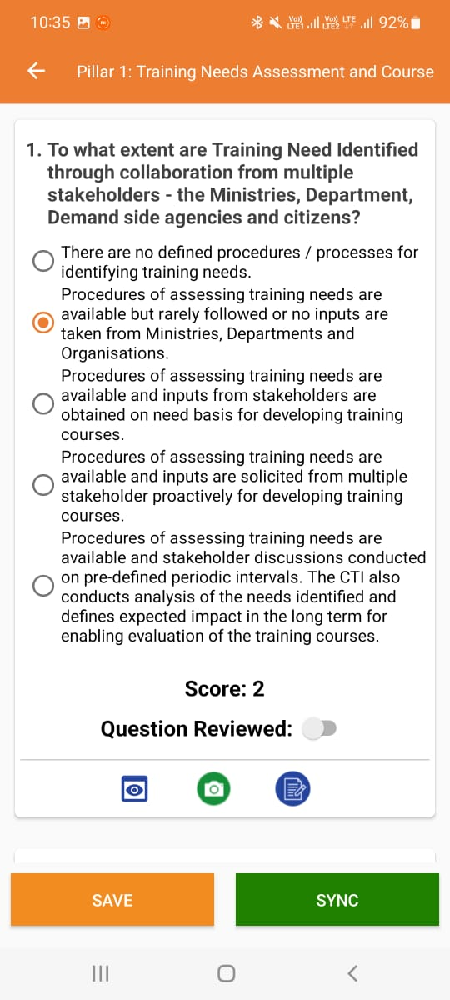 10:35
Vo) LTE1 Vo) LTE2 LTE 92%
Pillar 1: Training Needs Assessment and Course
1. To what extent are Training Need Identified
through collaboration from multiple
stakeholders - the Ministries, Department,
Demand side agencies and citizens?
There are no defined procedures / processes for
identifying training needs.
Procedures of assessing training needs are
available but rarely followed or no inputs are
taken from Ministries, Departments and
Organisations.
Procedures of assessing training needs are
available and inputs from stakeholders are
obtained on need basis for developing training
courses.
Procedures of assessing training needs are
available and inputs are solicited from multiple
stakeholder proactively for developing training
courses.
Procedures of assessing training needs are
available and stakeholder discussions conducted
on pre-defined periodic intervals. The CTI also
conducts analysis of the needs identified and
defines expected impact in the long term for
enabling evaluation of the training courses.
Score: 2
Question Reviewed:
SAVE
SYNC